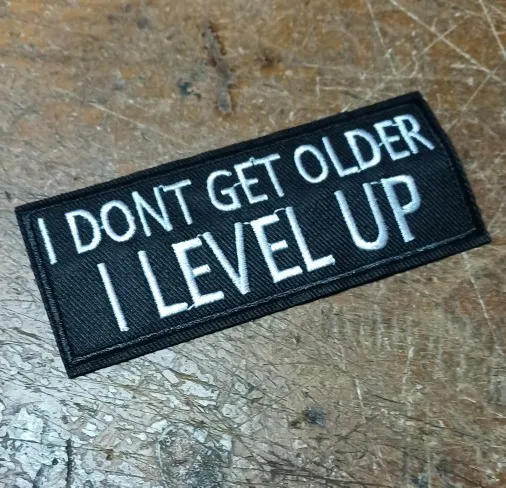 I DONT GET OLDER
I LEVEL UP